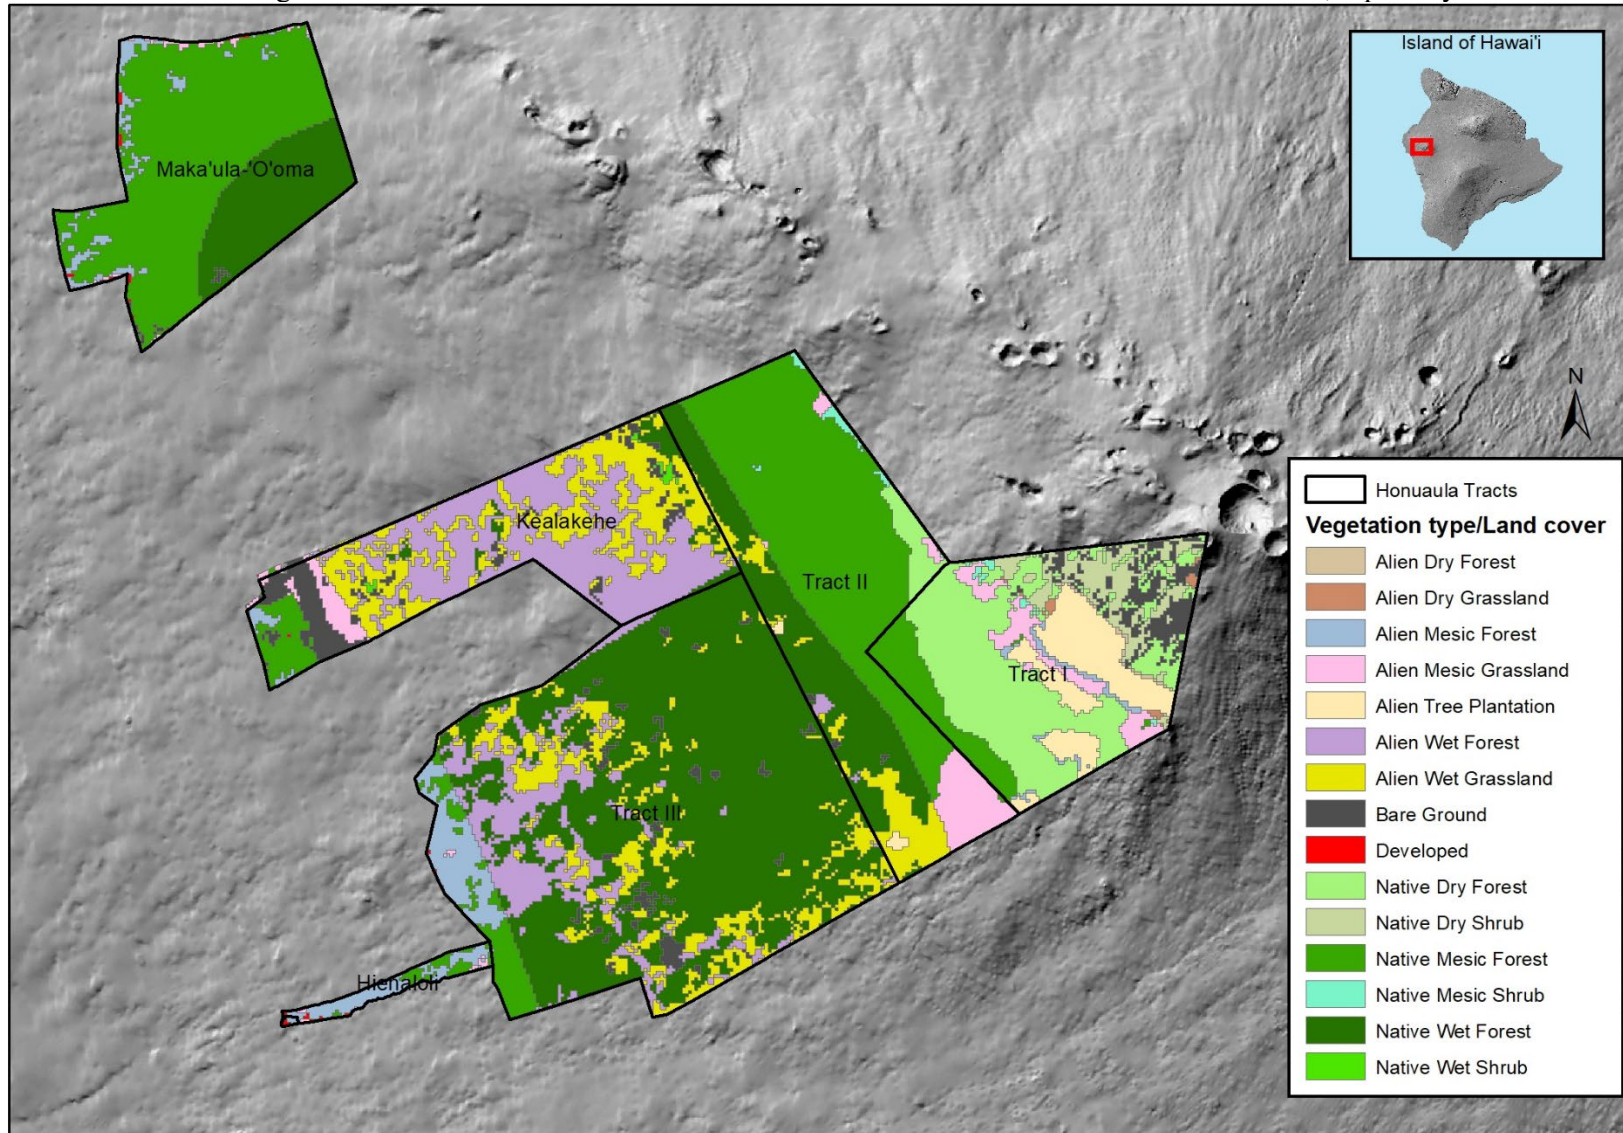 Island of Hawai'i
Maka'ula-'O'oma
N
Kealakehe
Tract II
Tract I
Tract III
Hienaloli
Honuaula Tracts
Vegetation type/Land cover
Alien Dry Forest
Alien Dry Grassland
Alien Mesic Forest
Alien Mesic Grassland
Alien Tree Plantation
Alien Wet Forest
Alien Wet Grassland
Bare Ground
Developed
Native Dry Forest
Native Dry Shrub
Native Mesic Forest
Native Mesic Shrub
Native Wet Forest
Native Wet Shrub